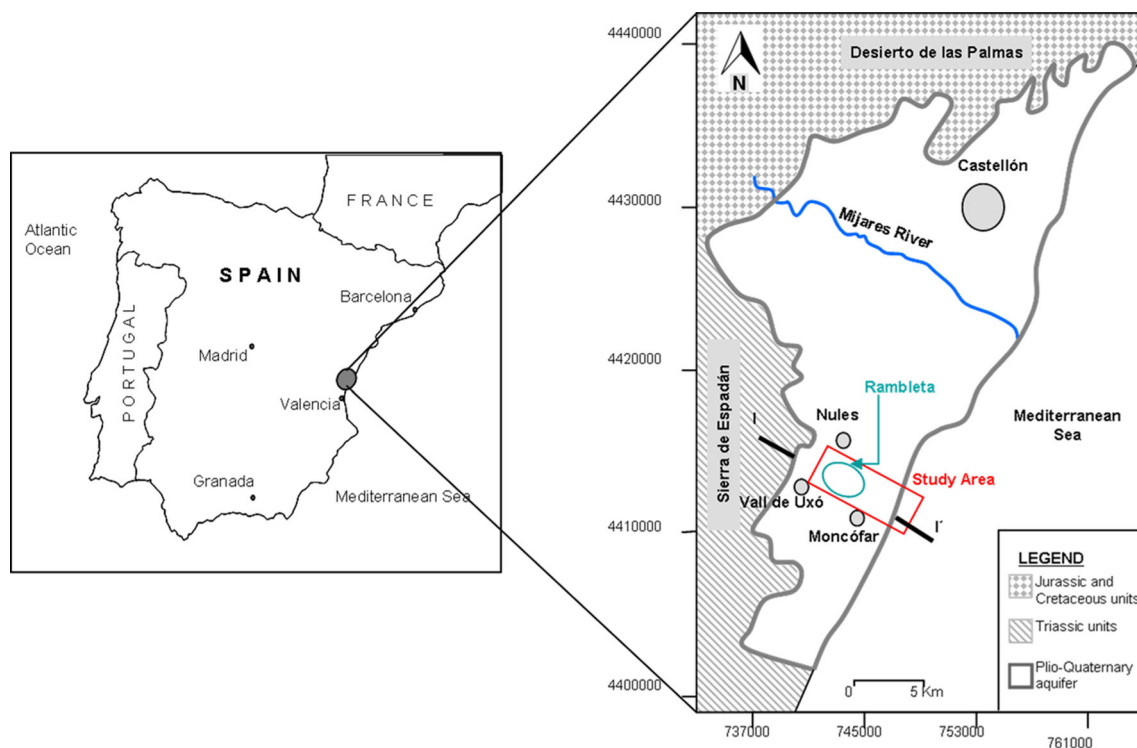 FRANCE
Atlantic
Ocean
SPAIN
Barcelona
PORTUGAL
Madrid
Valencia
Granada
Mediterranean Sea
4440000
4430000
4420000
4410000
4400000
N
Desierto de las Palmas
Castellón
Mijares River
Sierra de Espadán
Rambleta
Nules
I
Mediterranean
Sea
Study Area
Vall de Uxó
Moncófar
I´
LEGEND
Jurassic and
Cretaceous units
Triassic units
Plio-Quaternary
aquifer
0 5 Km
737000 745000 753000 761000